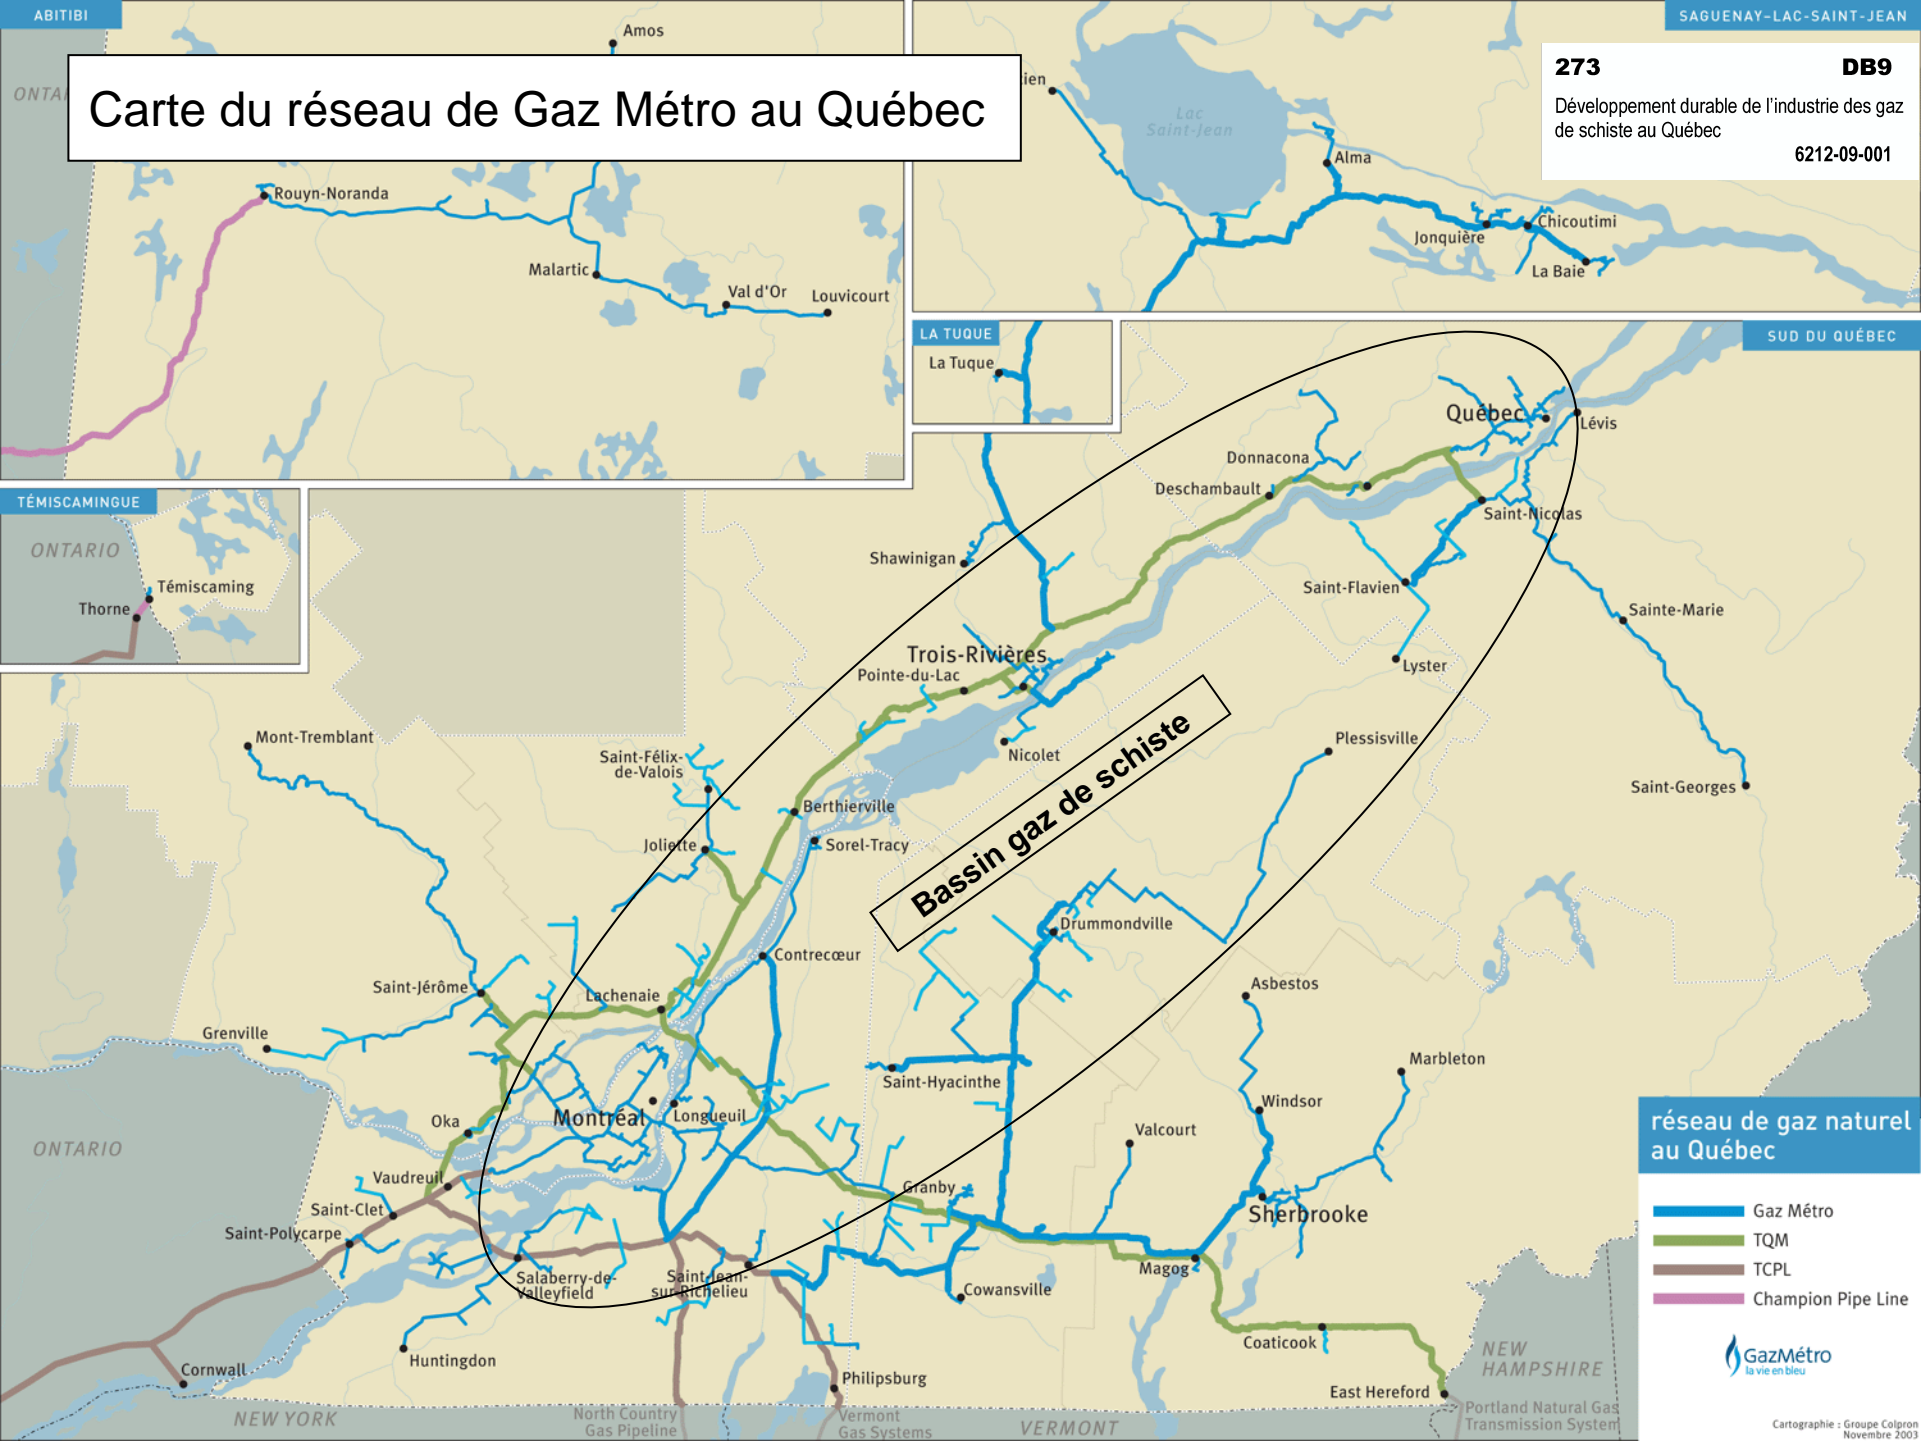 ABITIBI
Amos
Carte du réseau de Gaz Métro au Québec
Rouyn-Noranda
Malartic
Val d'Or
Louvicourt
SAGUENAY–LAC-SAINT-JEAN
273 DB9
Développement durable de l'industrie des gaz
de schiste au Québec
6212-09-001
Lac
Saint-Jean
Alma
Chicoutimi
Jonquière
La Baie
LA TUQUE
La Tuque
SUD DU QUÉBEC
TÉMISCAMINGUE
ONTARIO
Témiscaming
Thorne
Québec
Lévis
Donnacona
Deschambault
Saint-Nicolas
Shawinigan
Saint-Flavien
Sainte-Marie
Trois-Rivières
Pointe-du-Lac
Lyster
Mont-Tremblant
Saint-Félix-
de-Valois
Nicolet
Plessisville
Saint-Georges
Bassin gaz de schiste
Berthierville
Joliette
Sorel-Tracy
Drummondville
Contrecœur
Saint-Jérôme
Lachenaie
Asbestos
Grenville
Saint-Hyacinthe
Marbleton
Montréal
Longueuil
Windsor
Oka
Valcourt
ONTARIO
Vaudreuil
Saint-Clet
Granby
Saint-Polycarpe
Sherbrooke
Salaberry-de-
Valleyfield
Saint-Jean-
sur-Richelieu
Magog
Cowansville
Huntingdon
Coaticook
Cornwall
Philipsburg
East Hereford
NEW YORK
North Country
Gas Pipeline
Vermont
Gas Systems
VERMONT
NEW
HAMPSHIRE
Portland Natural Gas
Transmission System
réseau de gaz naturel
au Québec
Gaz Métro
TQM
TCPL
Champion Pipe Line
GazMétro
la vie en bleu
Cartographie : Groupe Colpron
Novembre 2003